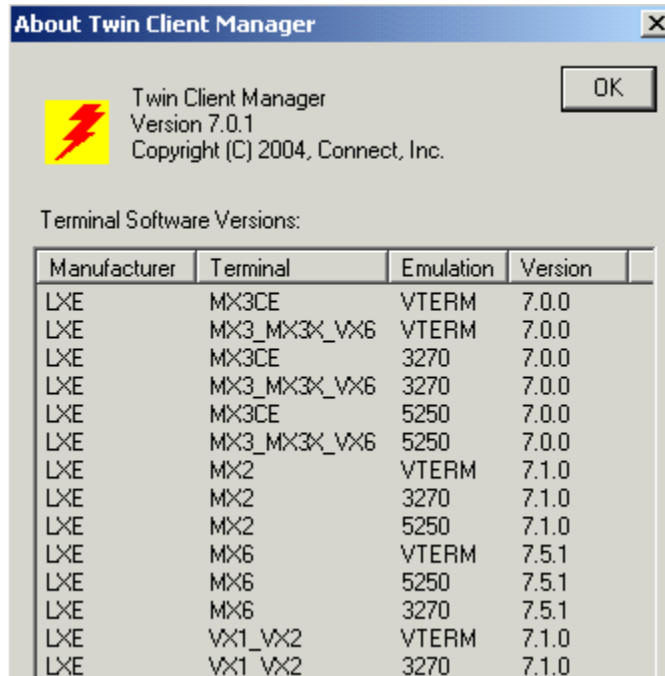 About Twin Client Manager
OK
Twin Client Manager
Version 7.0.1
Copyright (C) 2004, Connect, Inc.
Terminal Software Versions:
Manufacturer Terminal Emulation Version
LXE MX3CE VTERM 7.0.0
LXE MX3_MX3X_VX6 VTERM 7.0.0
LXE MX3CE 3270 7.0.0
LXE MX3_MX3X_VX6 3270 7.0.0
LXE MX3CE 5250 7.0.0
LXE MX3_MX3X_VX6 5250 7.0.0
LXE MX2 VTERM 7.1.0
LXE MX2 3270 7.1.0
LXE MX2 5250 7.1.0
LXE MX6 VTERM 7.5.1
LXE MX6 5250 7.5.1
LXE MX6 3270 7.5.1
LXE VX1_VX2 VTERM 7.1.0
LXE VX1_VX2 3270 7.1.0